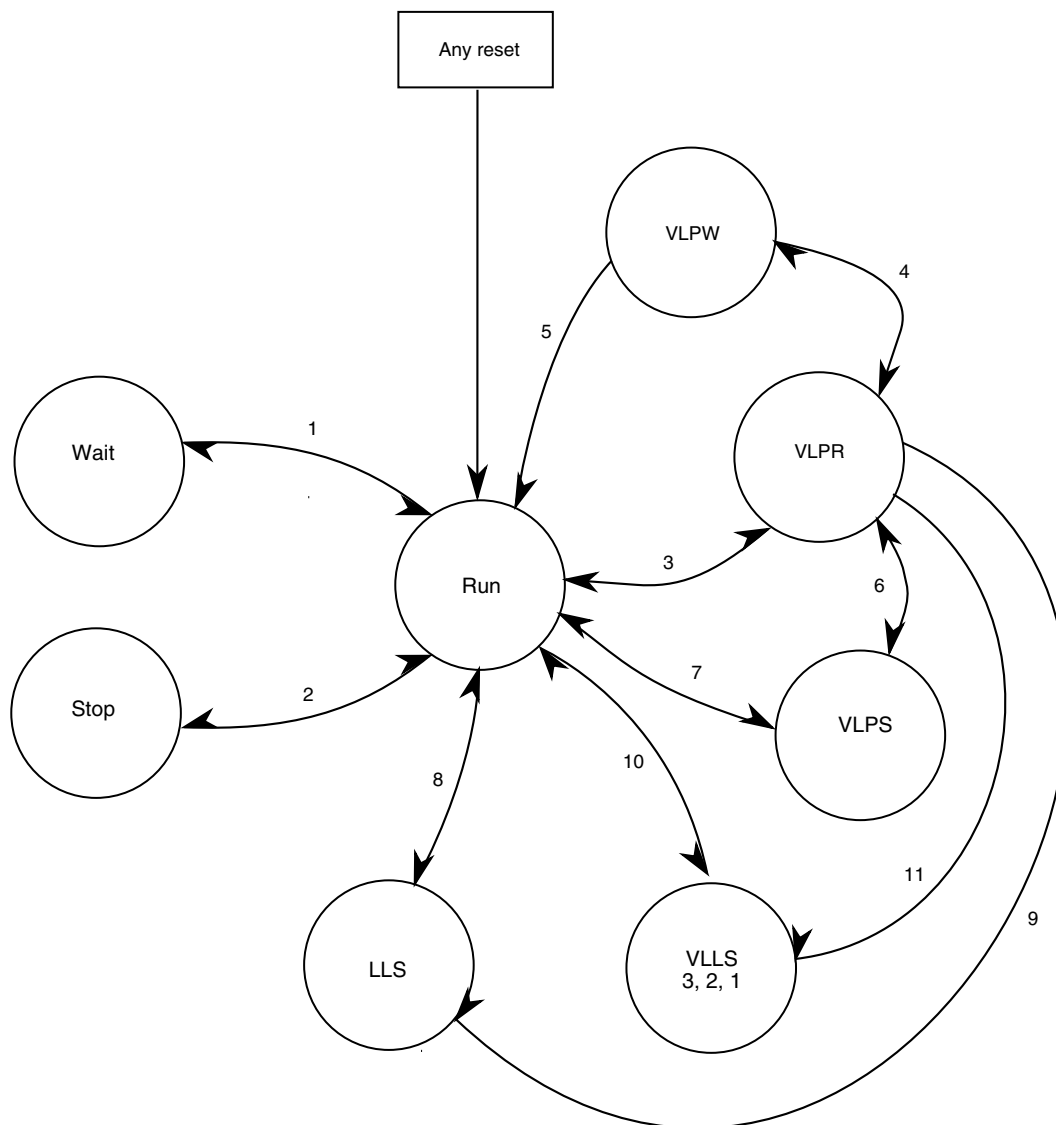 Any reset
VLPW
4
5
Wait
1
VLPR
3
Run
6
Stop
2
7
VLPS
10
8
11
9
LLS
VLLS
3, 2, 1